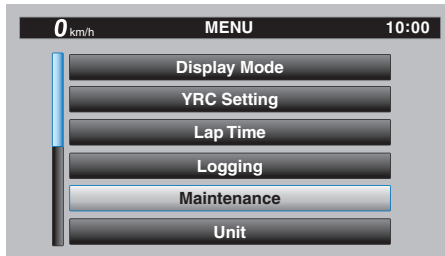 0 km/h MENU 10:00
Display Mode
YRC Setting
Lap Time
Logging
Maintenance
Unit